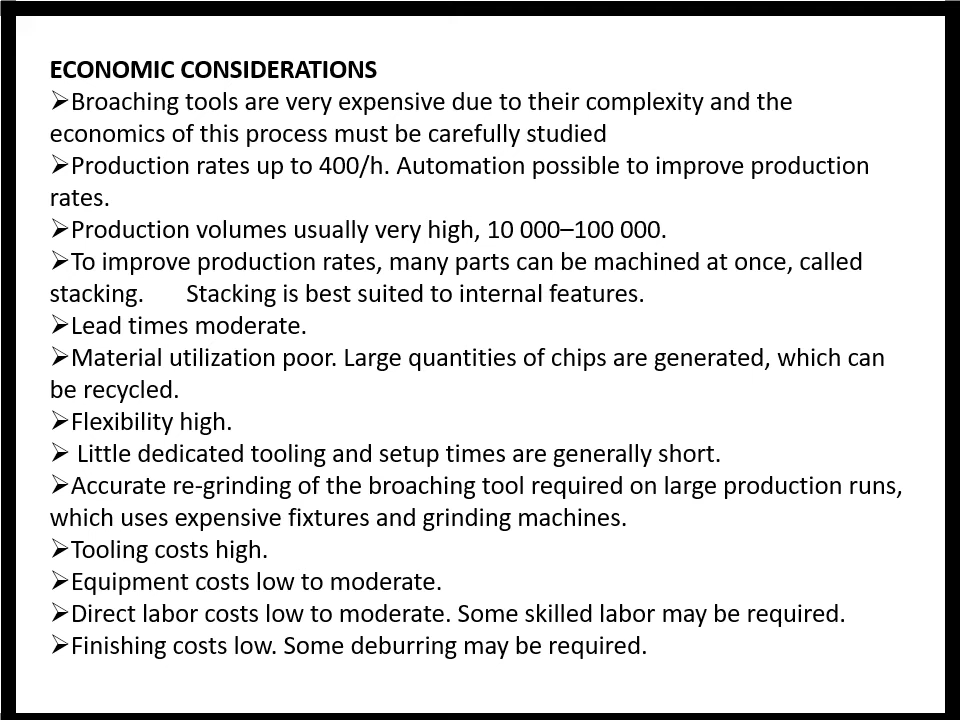 ECONOMIC CONSIDERATIONS
➢Broaching tools are very expensive due to their complexity and the
economics of this process must be carefully studied
➢Production rates up to 400/h. Automation possible to improve production
rates.
➢Production volumes usually very high, 10 000–100 000.
➢To improve production rates, many parts can be machined at once, called
stacking. Stacking is best suited to internal features.
➢Lead times moderate.
➢Material utilization poor. Large quantities of chips are generated, which can
be recycled.
➢Flexibility high.
➢ Little dedicated tooling and setup times are generally short.
➢Accurate re-grinding of the broaching tool required on large production runs,
which uses expensive fixtures and grinding machines.
➢Tooling costs high.
➢Equipment costs low to moderate.
➢Direct labor costs low to moderate. Some skilled labor may be required.
➢Finishing costs low. Some deburring may be required.